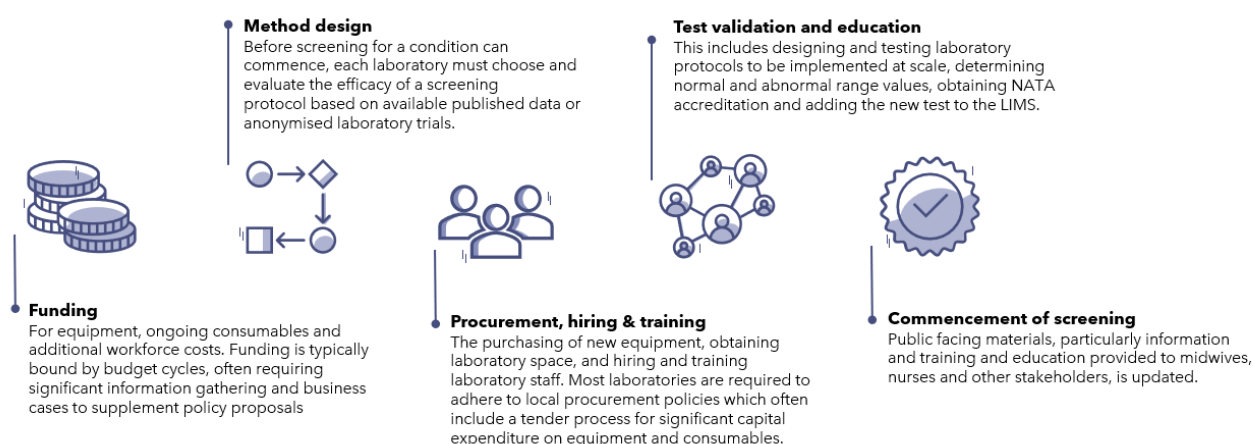 Method design
Before screening for a condition can
commence, each laboratory must choose and
evaluate the efficacy of a screening
protocol based on available published data or
anonymised laboratory trials.
Test validation and education
This includes designing and testing laboratory
protocols to be implemented at scale, determining
normal and abnormal range values, obtaining NATA
accreditation and adding the new test to the LIMS.
Funding
For equipment, ongoing consumables and
additional workforce costs. Funding is typically
bound by budget cycles, often requiring
significant information gathering and business
cases to supplement policy proposals
Procurement, hiring & training
The purchasing of new equipment, obtaining
laboratory space, and hiring and training
laboratory staff. Most laboratories are required to
adhere to local procurement policies which often
include a tender process for significant capital
expenditure on equipment and consumables.
Commencement of screening
Public facing materials, particularly information
and training and education provided to midwives,
nurses and other stakeholders, is updated.